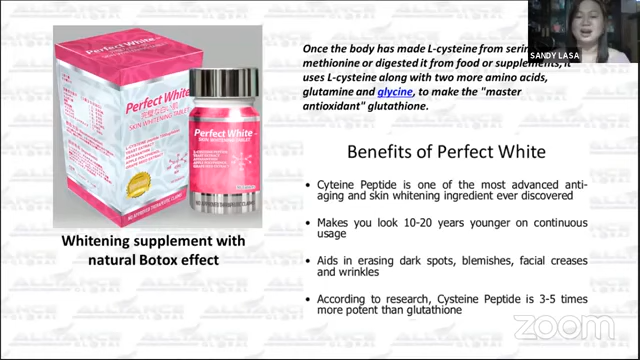 Once the body has made L-cysteine from serin
methionine or digested it from food or supplements, it
uses L-cysteine along with two more amino acids,
glutamine and glycine, to make the "master
antioxidant" glutathione.
SANDY LASA
Perfect White
SKIN WHITENING TABLET
Perfect White
SKIN WHITENING TABLET
NO APPROVED THERAPEUTIC CLAIMS
Whitening supplement with
natural Botox effect
Benefits of Perfect White
• Cyteine Peptide is one of the most advanced anti-
aging and skin whitening ingredient ever discovered
• Makes you look 10-20 years younger on continuous
usage
• Aids in erasing dark spots, blemishes, facial creases
and wrinkles
• According to research, Cysteine Peptide is 3-5 times
more potent than glutathione
zoom